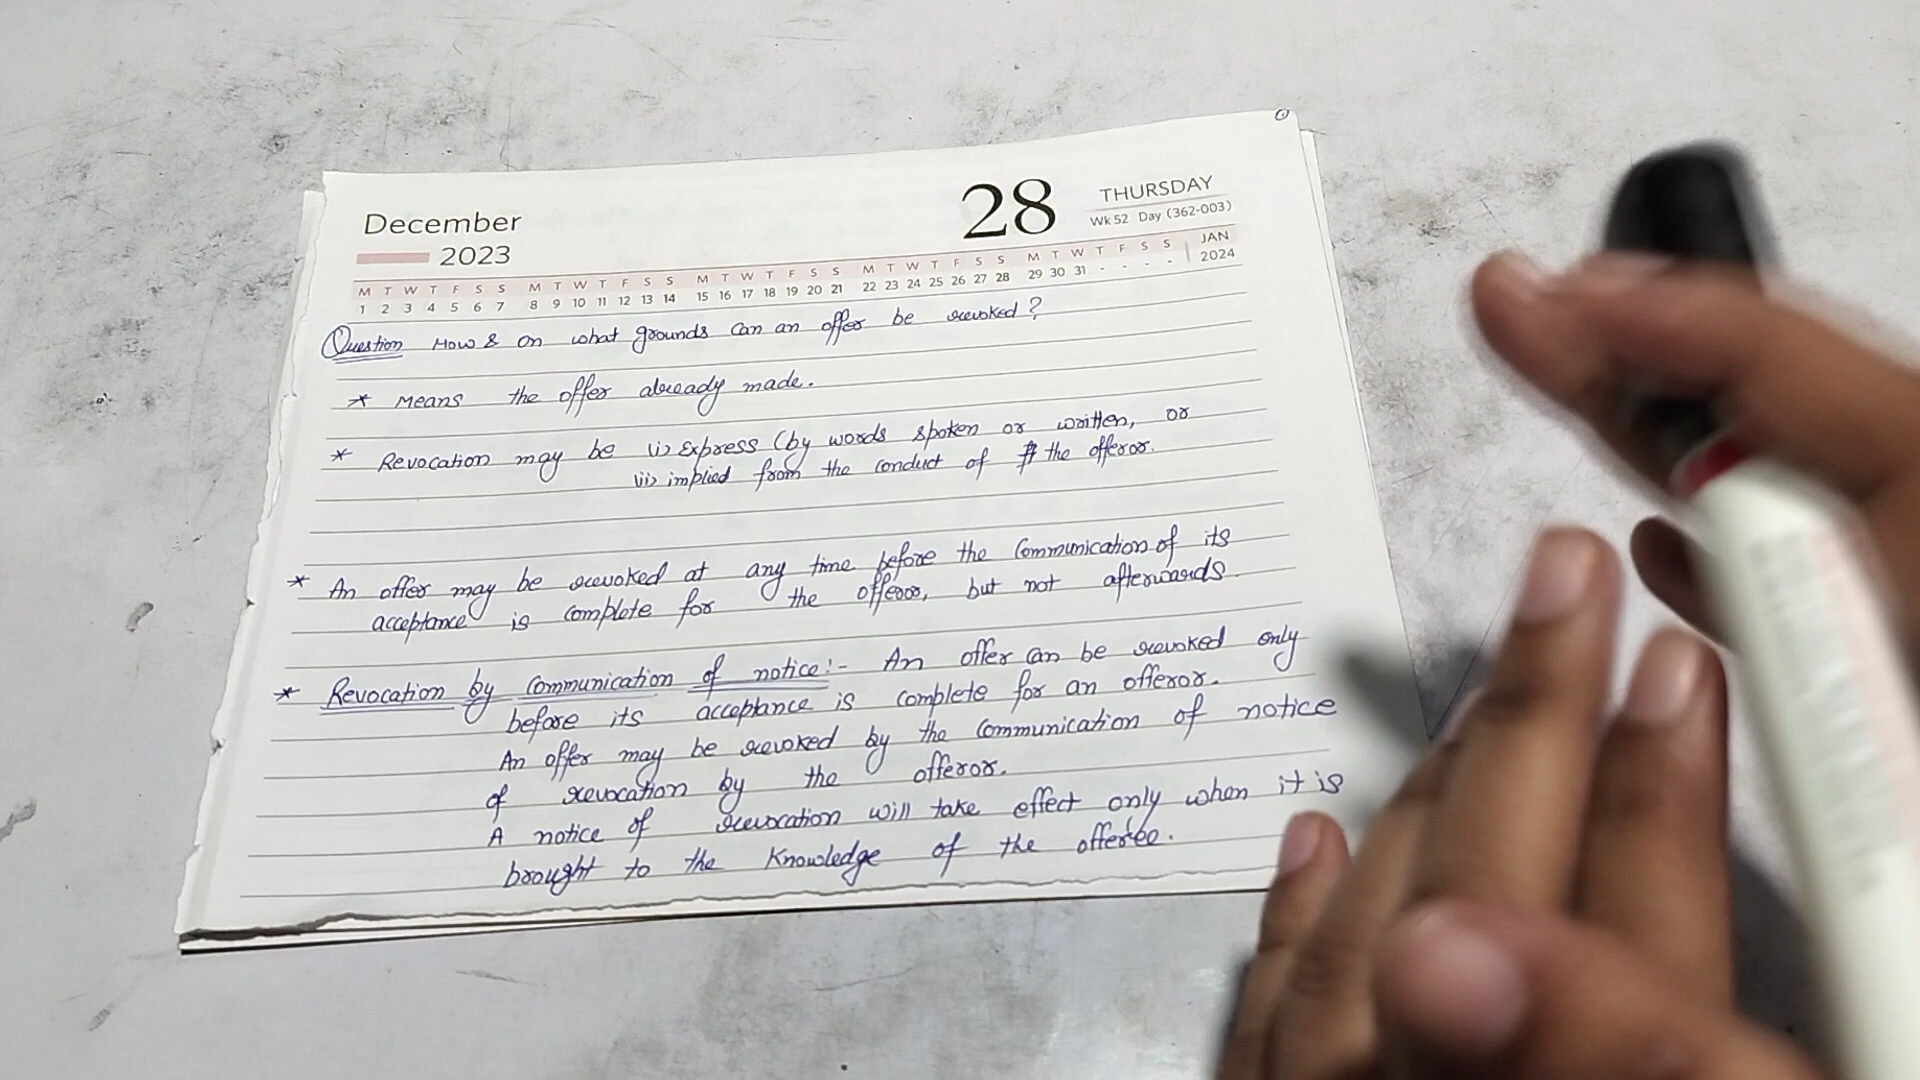 December
2023
28
THURSDAY
Wk 52 Day (362-003)
M T W T F S S M T W T F S S M T W T F S S M T W T F S S M T W T F S S JAN
1 2 3 4 5 6 7 8 9 10 11 12 13 14 15 16 17 18 19 20 21 22 23 24 25 26 27 28 29 30 31 - - - - 2024
Question How & on what grounds can an offer be revoked?
* Means the offer already made.
* Revocation may be (i) Express (by words spoken or written, or
(ii) implied from the conduct of the offeror.
* An offer may be revoked at any time before the Communication of its
acceptance is complete for the offeror, but not afterwards.
* Revocation by Communication of notice:- An offer can be revoked only
before its acceptance is complete for an offeror.
An offer may be revoked by the Communication of notice
of revocation by the offeror.
A notice of revocation will take effect only when it is
brought to the Knowledge of the offeree.